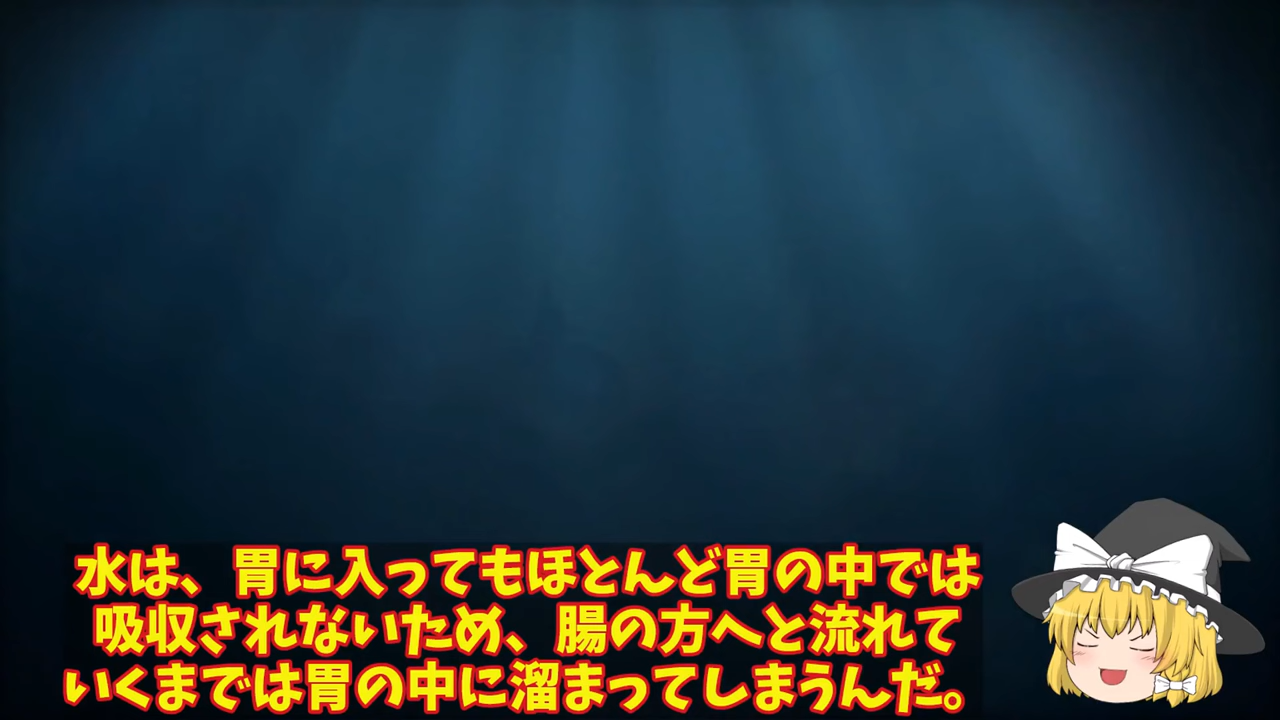 水は、胃に入ってもほとんど胃の中では
吸収されないため、腸の方へと流れて
いくまでは胃の中に溜まってしまうんだ。